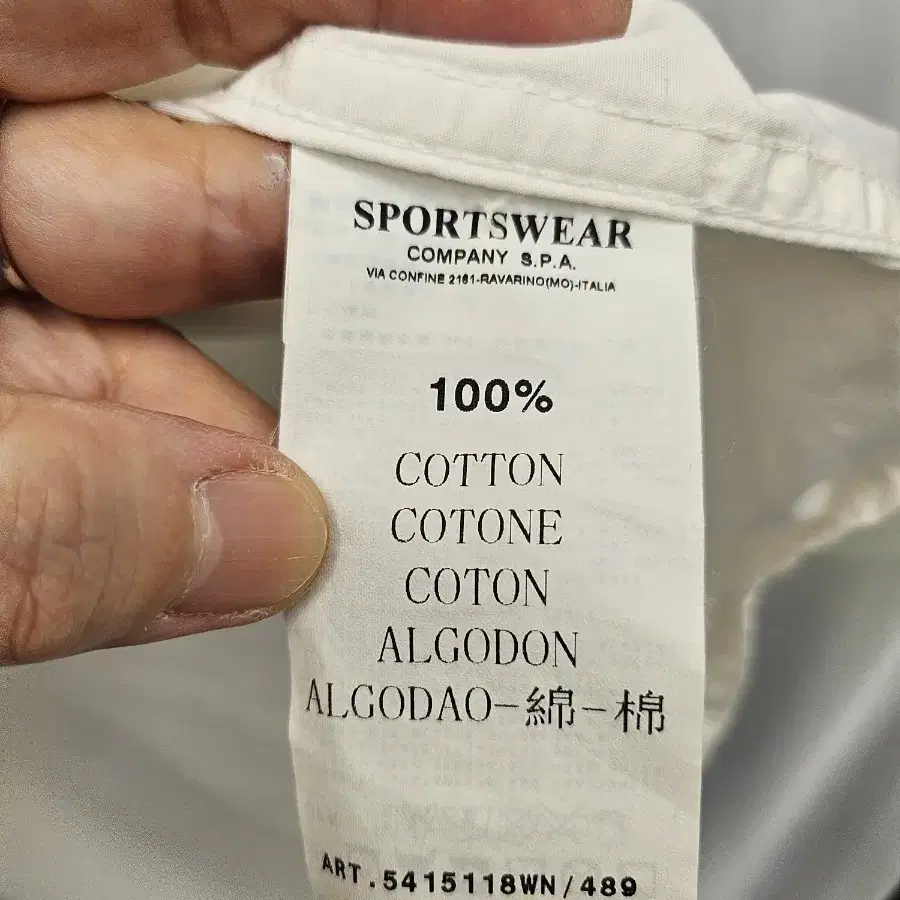 SPORTSWEAR
COMPANY S.P.A.
VIA CONFINE 2161-RAVARINO(MO)-ITALIA
100%
COTTON
COTONE
COTON
ALGODON
ALGODAO-綿-棉
ART.5415118WN/489